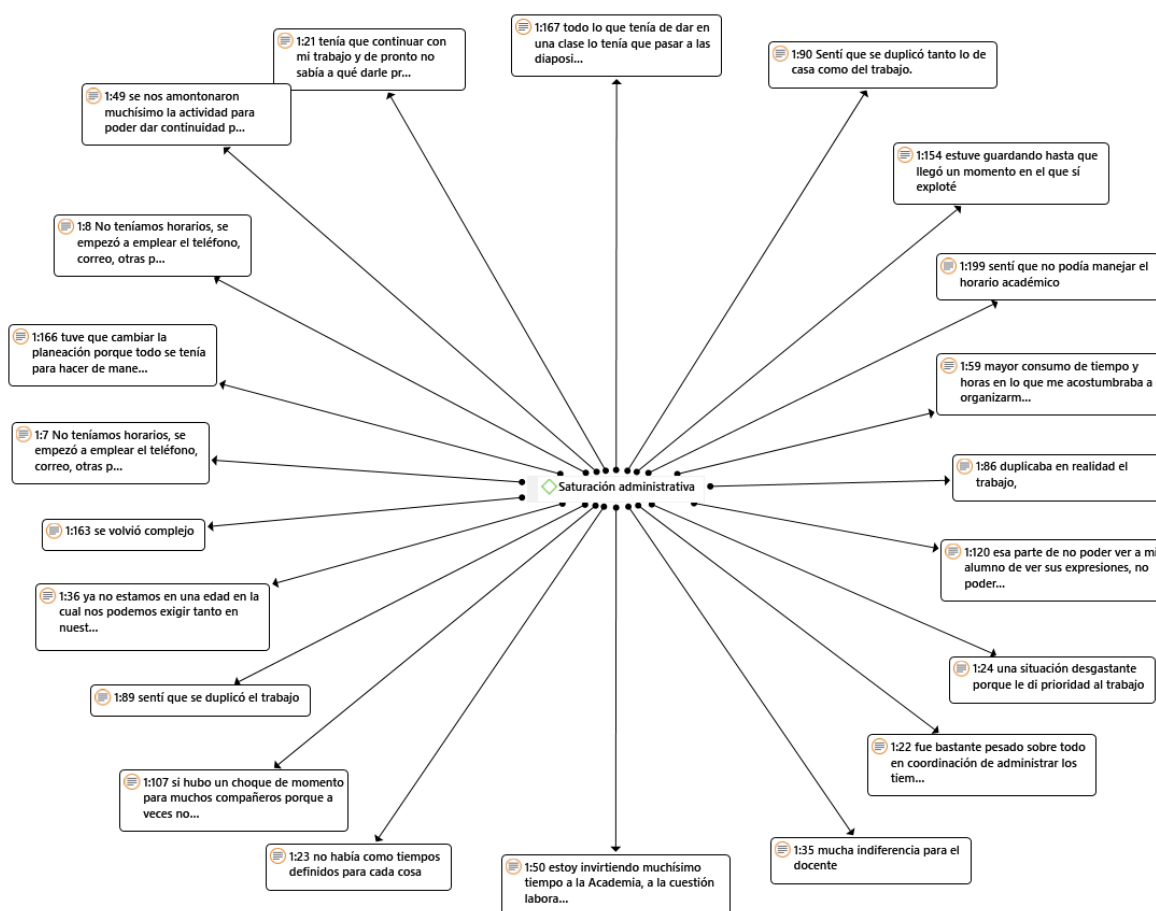 1:167 todo lo que tenía de dar en
una clase lo tenía que pasar a las
diaposi...
1:21 tenía que continuar con
mi trabajo y de pronto no
sabía a qué darle pr...
1:90 Sentí que se duplicó tanto lo de
casa como del trabajo.
1:49 se nos amontonaron
muchísimo la actividad para
poder dar continuidad p...
1:154 estuve guardando hasta que
llegó un momento en el que sí
exploté
1:8 No teníamos horarios, se
empezó a emplear el teléfono,
correo, otras p...
1:199 sentí que no podía manejar el
horario académico
1:166 tuve que cambiar la
planeación porque todo se tenía
para hacer de mane...
1:59 mayor consumo de tiempo y
horas en lo que me acostumbraba a
organizarm...
1:7 No teníamos horarios, se
empezó a emplear el teléfono,
correo, otras p...
1:86 duplicaba en realidad el
trabajo,
Saturación administrativa
1:163 se volvió complejo
1:120 esa parte de no poder ver a mi
alumno de ver sus expresiones, no
poder...
1:36 ya no estamos en una edad en la
cual nos podemos exigir tanto en
nuest...
1:24 una situación desgastante
porque le di prioridad al trabajo
1:89 sentí que se duplicó el trabajo
1:22 fue bastante pesado sobre todo
en coordinación de administrar los
tiem...
1:107 si hubo un choque de momento
para muchos compañeros porque a
veces no...
1:35 mucha indiferencia para el
docente
1:23 no había como tiempos
definidos para cada cosa
1:50 estoy invirtiendo muchísimo
tiempo a la Academia, a la cuestión
labora...